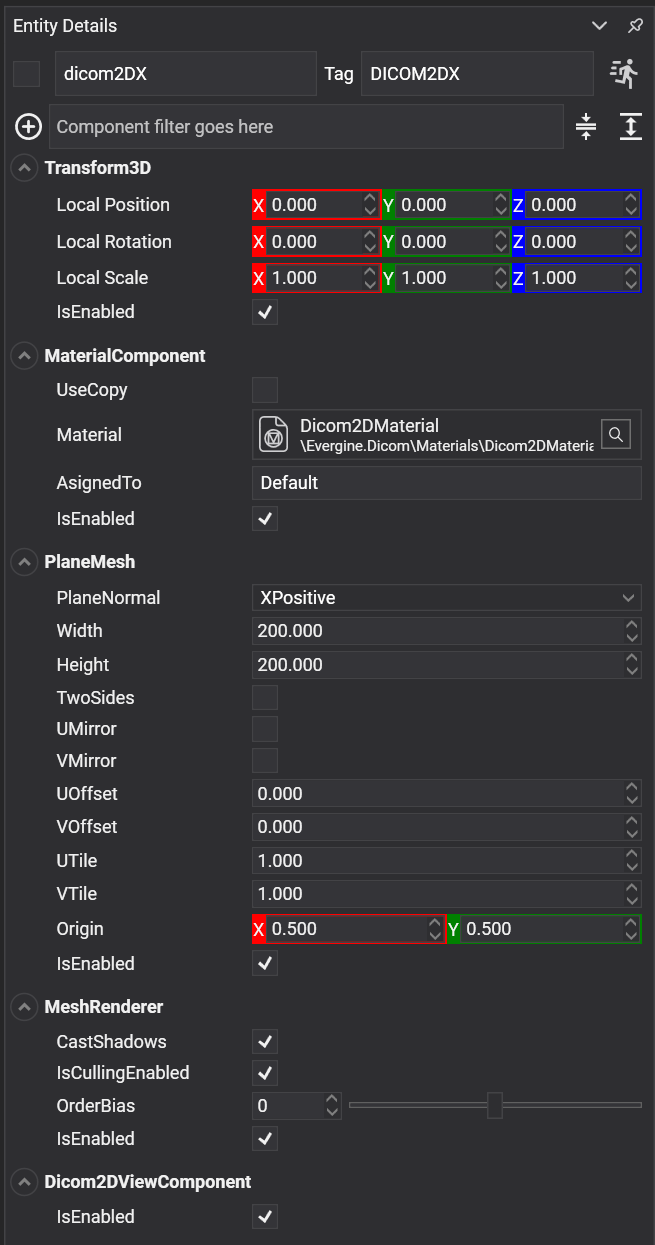 Entity Details
dicom2DX Tag DICOM2DX
Component filter goes here
Transform3D
Local Position X 0.000 Y 0.000 Z 0.000
Local Rotation X 0.000 Y 0.000 Z 0.000
Local Scale X 1.000 Y 1.000 Z 1.000
IsEnabled
MaterialComponent
UseCopy
Material Dicom2DMaterial
\Evergine.Dicom\Materials\Dicom2DMateria
AsignedTo Default
IsEnabled
PlaneMesh
PlaneNormal XPositive
Width 200.000
Height 200.000
TwoSides
UMirror
VMirror
UOffset 0.000
VOffset 0.000
UTile 1.000
VTile 1.000
Origin X 0.500 Y 0.500
IsEnabled
MeshRenderer
CastShadows
IsCullingEnabled
OrderBias 0
IsEnabled
Dicom2DViewComponent
IsEnabled